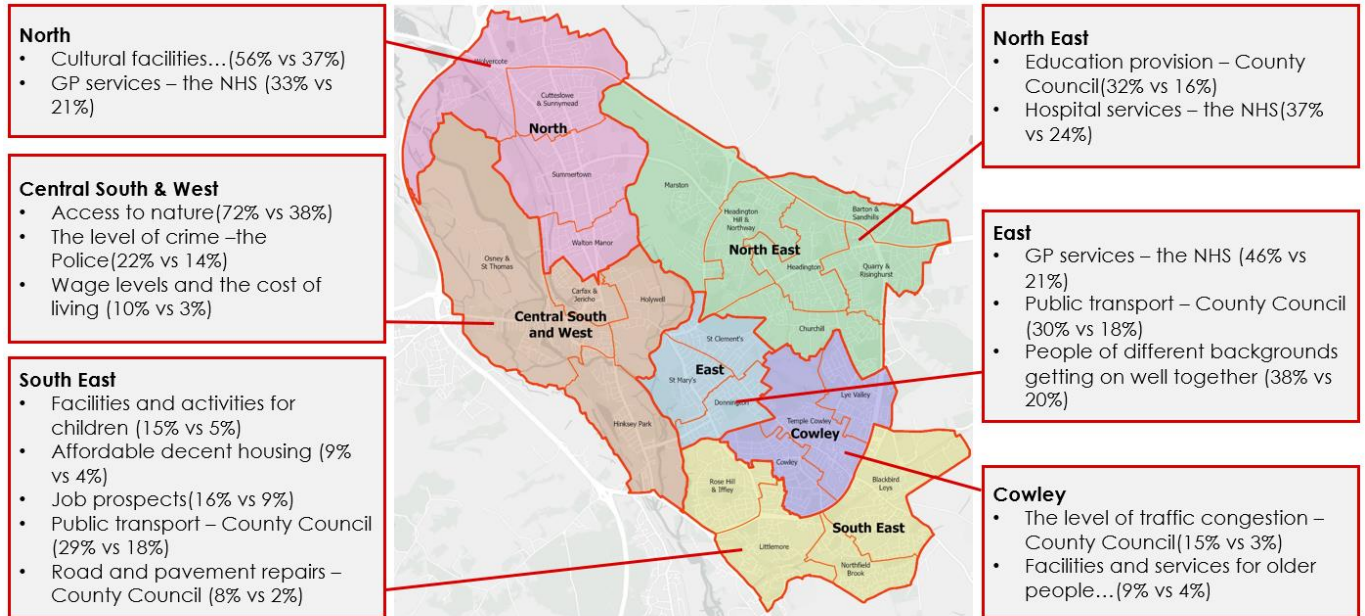 North
• Cultural facilities…(56% vs 37%)
• GP services – the NHS (33% vs
21%)
Central South & West
• Access to nature(72% vs 38%)
• The level of crime –the
Police(22% vs 14%)
• Wage levels and the cost of
living (10% vs 3%)
South East
• Facilities and activities for
children (15% vs 5%)
• Affordable decent housing (9%
vs 4%)
• Job prospects(16% vs 9%)
• Public transport – County Council
(29% vs 18%)
• Road and pavement repairs –
County Council (8% vs 2%)
Wolvercote
Cutteslowe
& Sunnymead
North
Summertown
Walton Manor
Marston
Headington
Hill &
Northway
Barton &
Sandhills
North East
Headington
Quarry &
Risinghurst
Churchill
Osney &
St Thomas
Carfax &
Jericho
Holywell
Central South
and West
Hinksey Park
St Clement's
East
St Mary's
Donnington
Lye Valley
Temple Cowley
Cowley
Cowley
Rose Hill
& Iffley
Blackbird
Leys
South East
Littlemore
Northfield
Brook
North East
• Education provision – County
Council(32% vs 16%)
• Hospital services – the NHS(37%
vs 24%)
East
• GP services – the NHS (46% vs
21%)
• Public transport – County Council
(30% vs 18%)
• People of different backgrounds
getting on well together (38% vs
20%)
Cowley
• The level of traffic congestion –
County Council(15% vs 3%)
• Facilities and services for older
people…(9% vs 4%)